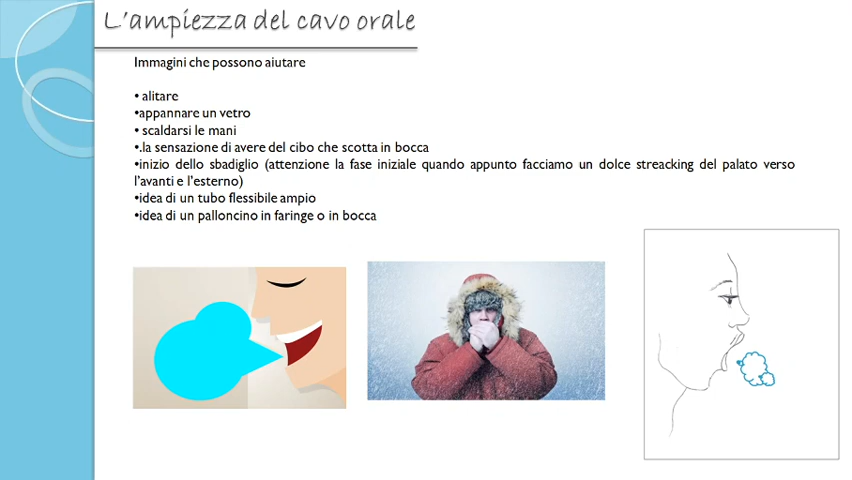 L'ampiezza del cavo orale
Immagini che possono aiutare
• alitare
•appannare un vetro
• scaldarsi le mani
•.la sensazione di avere del cibo che scotta in bocca
•inizio dello sbadiglio (attenzione la fase iniziale quando appunto facciamo un dolce streacking del palato verso
l'avanti e l'esterno)
•idea di un tubo flessibile ampio
•idea di un palloncino in faringe o in bocca